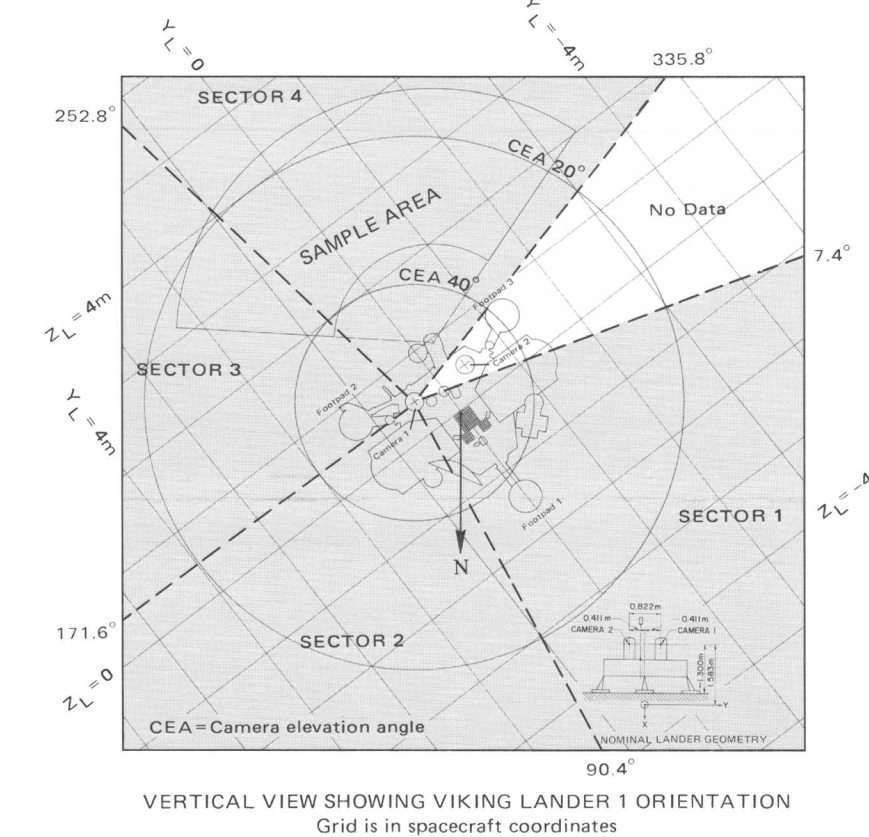 Y_L = 0
Y_L = -4m
335.8°
SECTOR 4
252.8°
CEA 20°
SAMPLE AREA
No Data
7.4°
CEA 40°
Footpad 3
Z_L = 4m
Camera 2
SECTOR 3
Footpad 2
Y_L = 4m
Camera 1
Z_L = -4
Footpad 1
SECTOR 1
N
0.822m
0.411m
0.411m
CAMERA 2
CAMERA 1
171.6°
SECTOR 2
~1.300m
1.583m
Z_L = 0
Y
X
CEA=Camera elevation angle
NOMINAL LANDER GEOMETRY
90.4°
VERTICAL VIEW SHOWING VIKING LANDER 1 ORIENTATION
Grid is in spacecraft coordinates